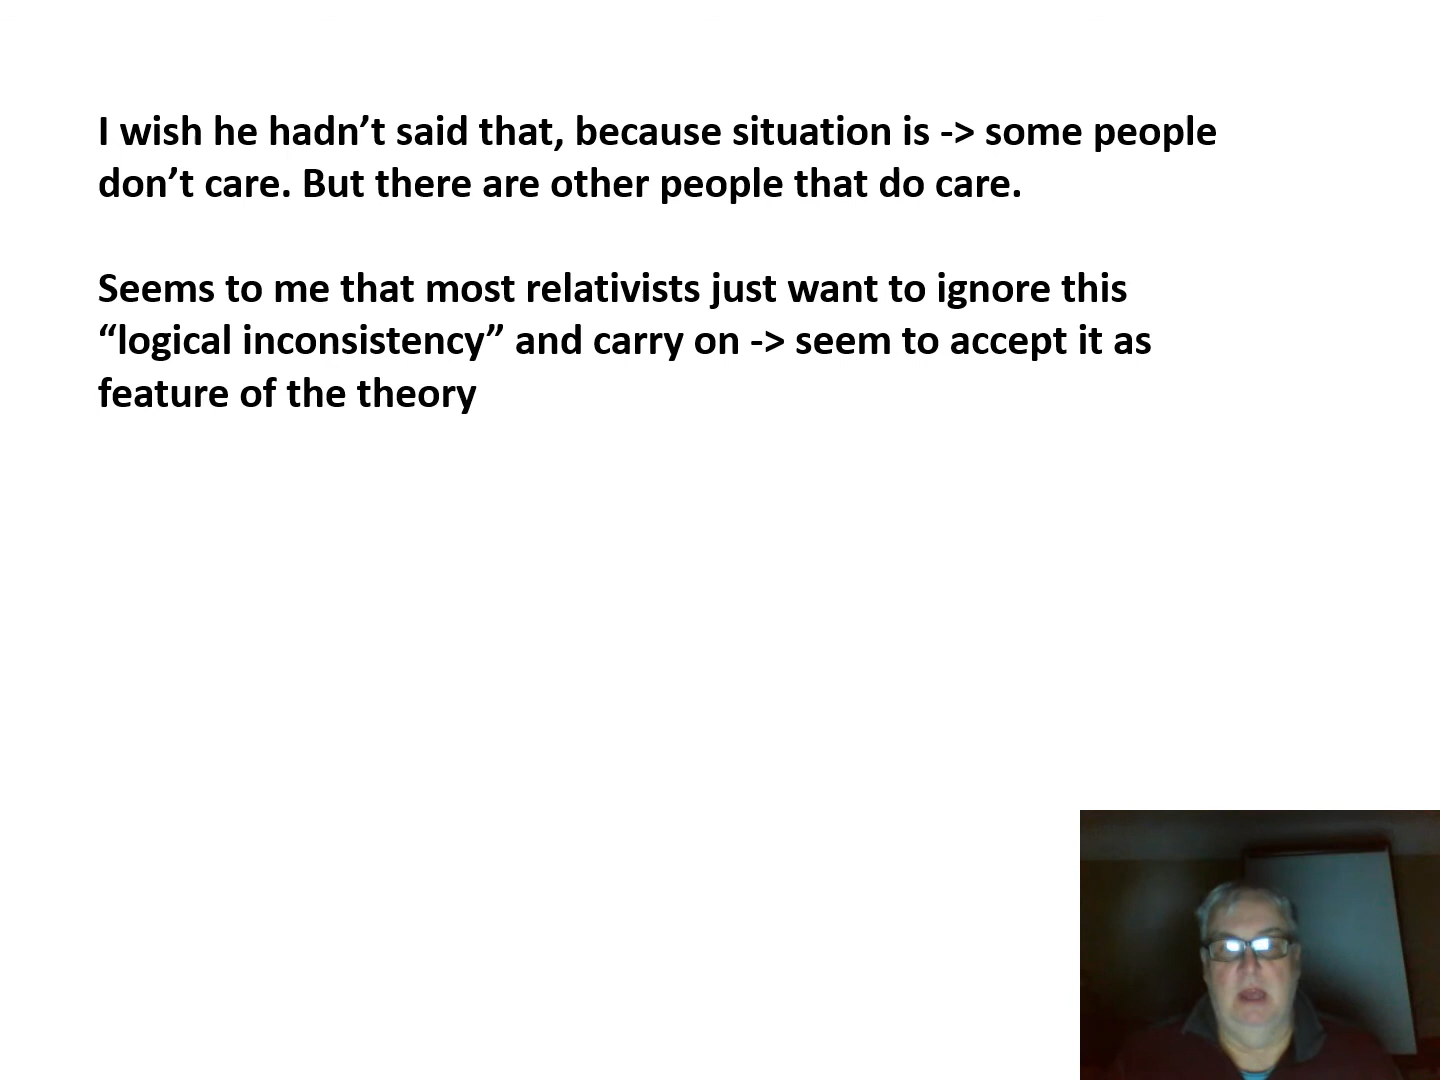 I wish he hadn’t said that, because situation is -> some people
don’t care. But there are other people that do care.
Seems to me that most relativists just want to ignore this
“logical inconsistency” and carry on -> seem to accept it as
feature of the theory